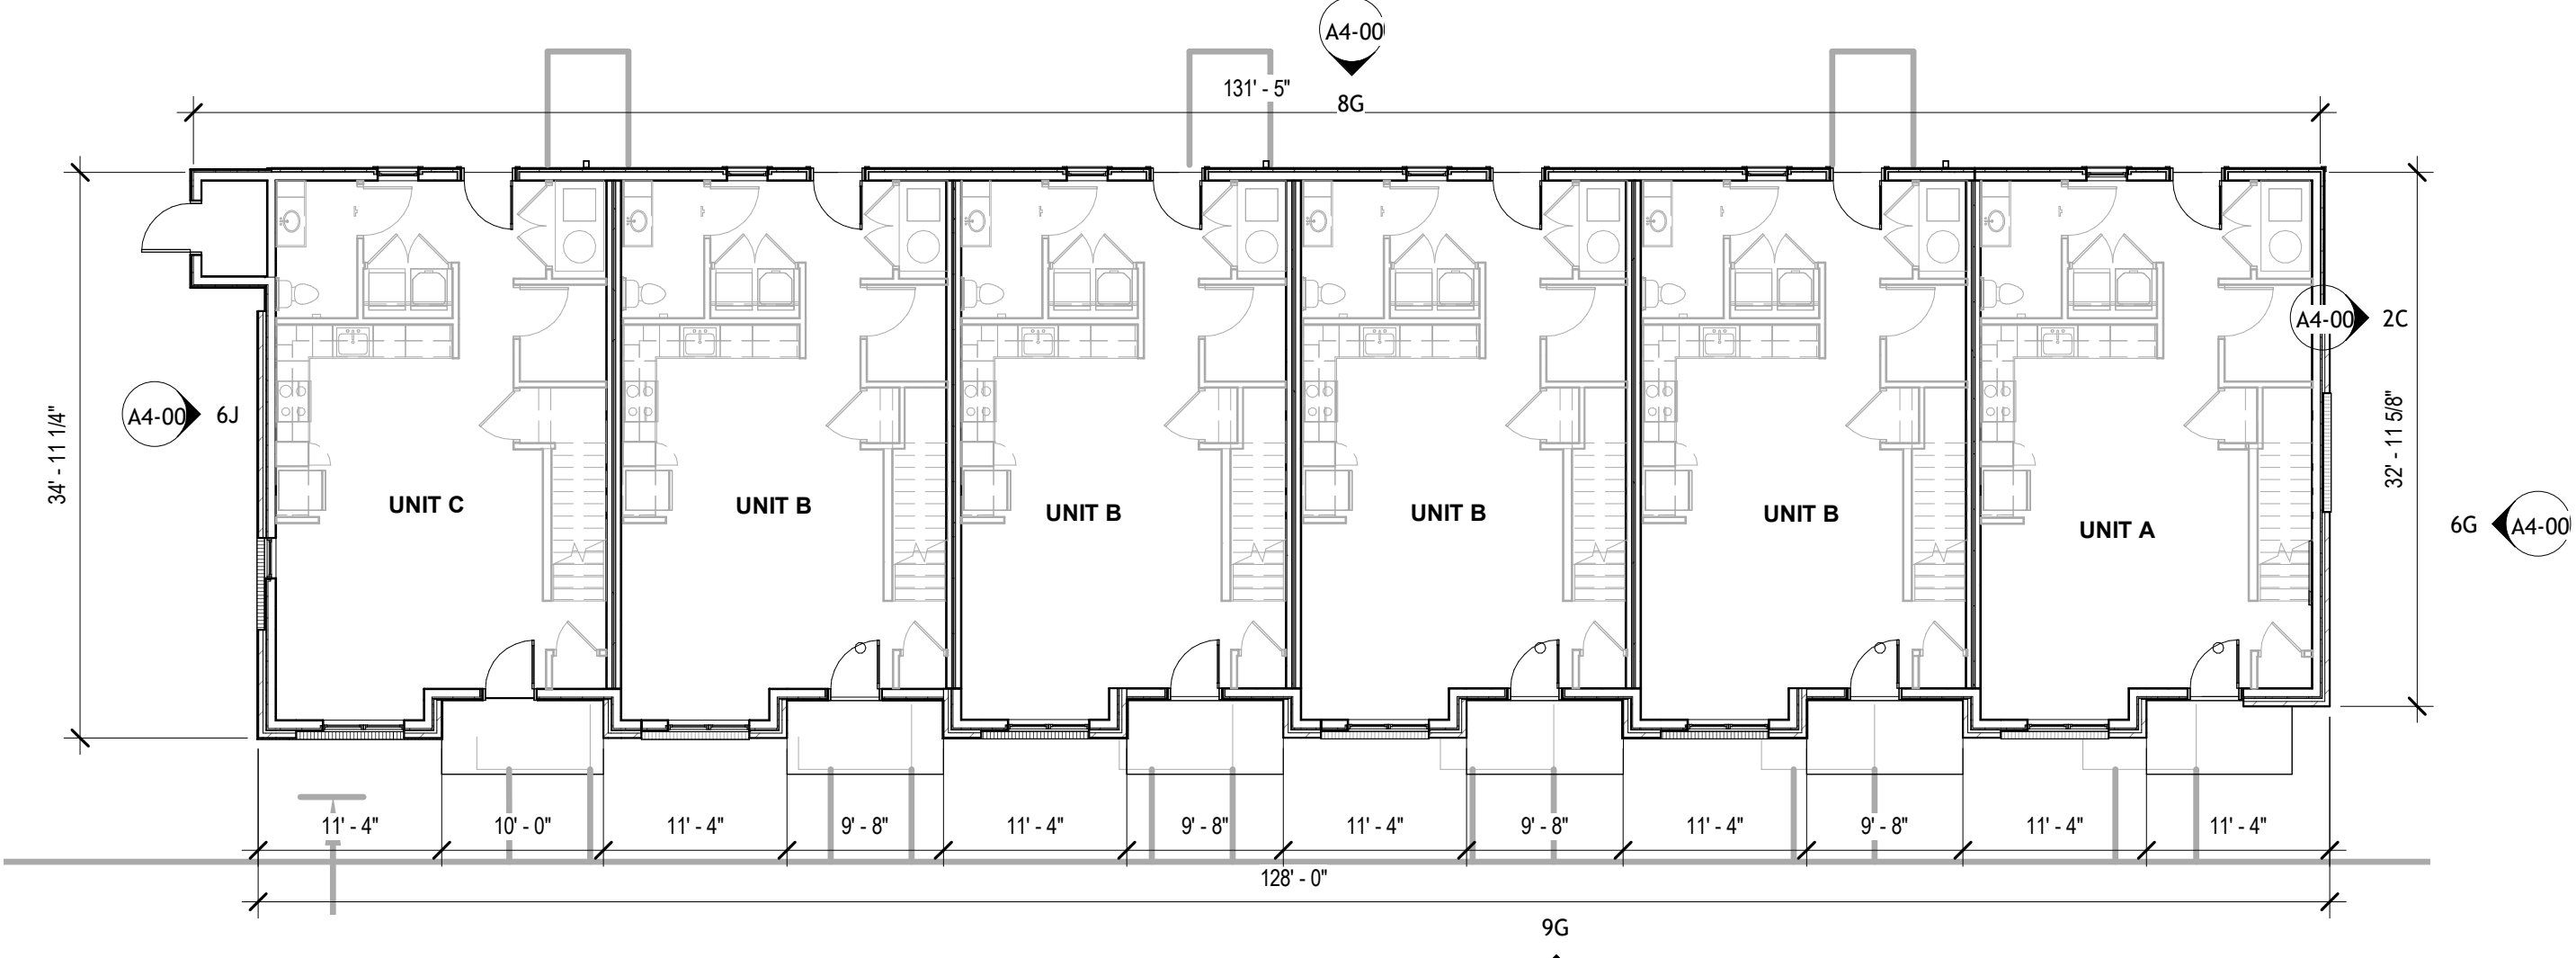 A4-00
131' - 5"
8G
A4-00
2C
34' - 11 1/4"
A4-00
6J
32' - 11 5/8"
UNIT C
UNIT B
UNIT B
UNIT B
UNIT B
UNIT A
6G
A4-00
11' - 4"
10' - 0"
11' - 4"
9' - 8"
11' - 4"
9' - 8"
11' - 4"
9' - 8"
11' - 4"
9' - 8"
11' - 4"
11' - 4"
128' - 0"
9G